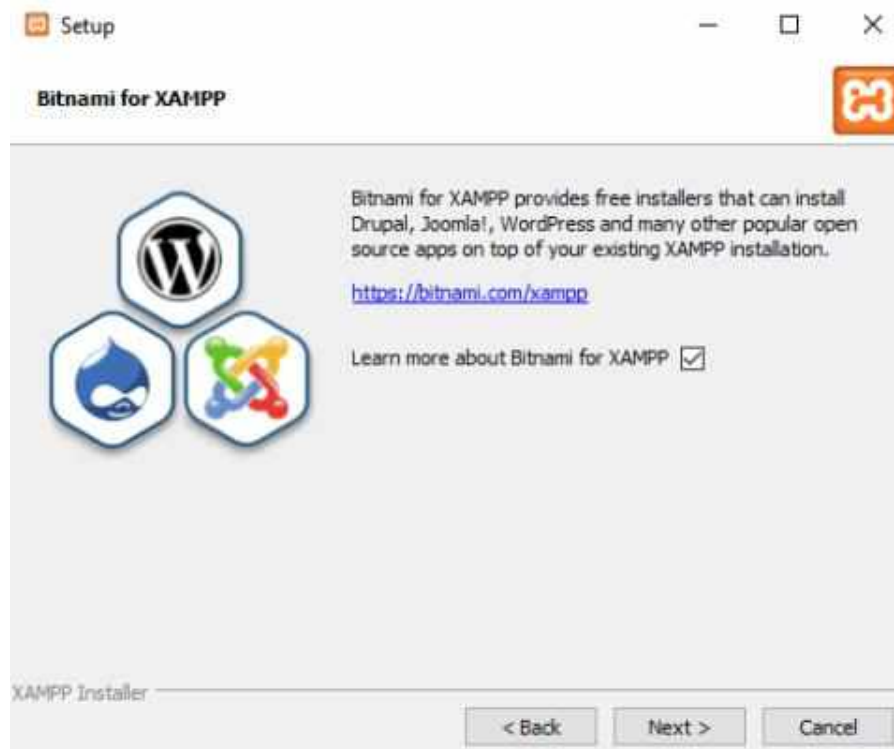 Setup
Bitnami for XAMPP
Bitnami for XAMPP provides free installers that can install
Drupal, Joomla!, WordPress and many other popular open
source apps on top of your existing XAMPP installation.
https://bitnami.com/xampp
Learn more about Bitnami for XAMPP
XAMPP Installer
< Back
Next >
Cancel